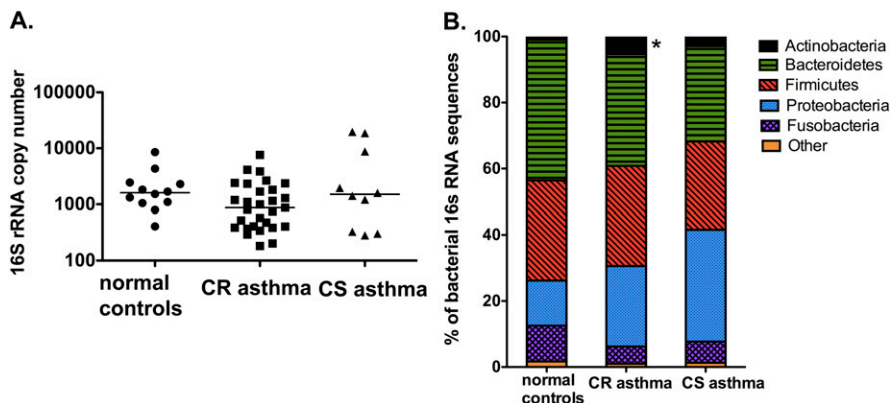 A.
16S rRNA copy number
100000
10000
1000
100
normal
controls
CR asthma
CS asthma
B.
% of bacterial 16s RNA sequences
100
80
60
40
20
0
*
normal
controls
CR asthma
CS asthma
Actinobacteria
Bacteroidetes
Firmicutes
Proteobacteria
Fusobacteria
Other